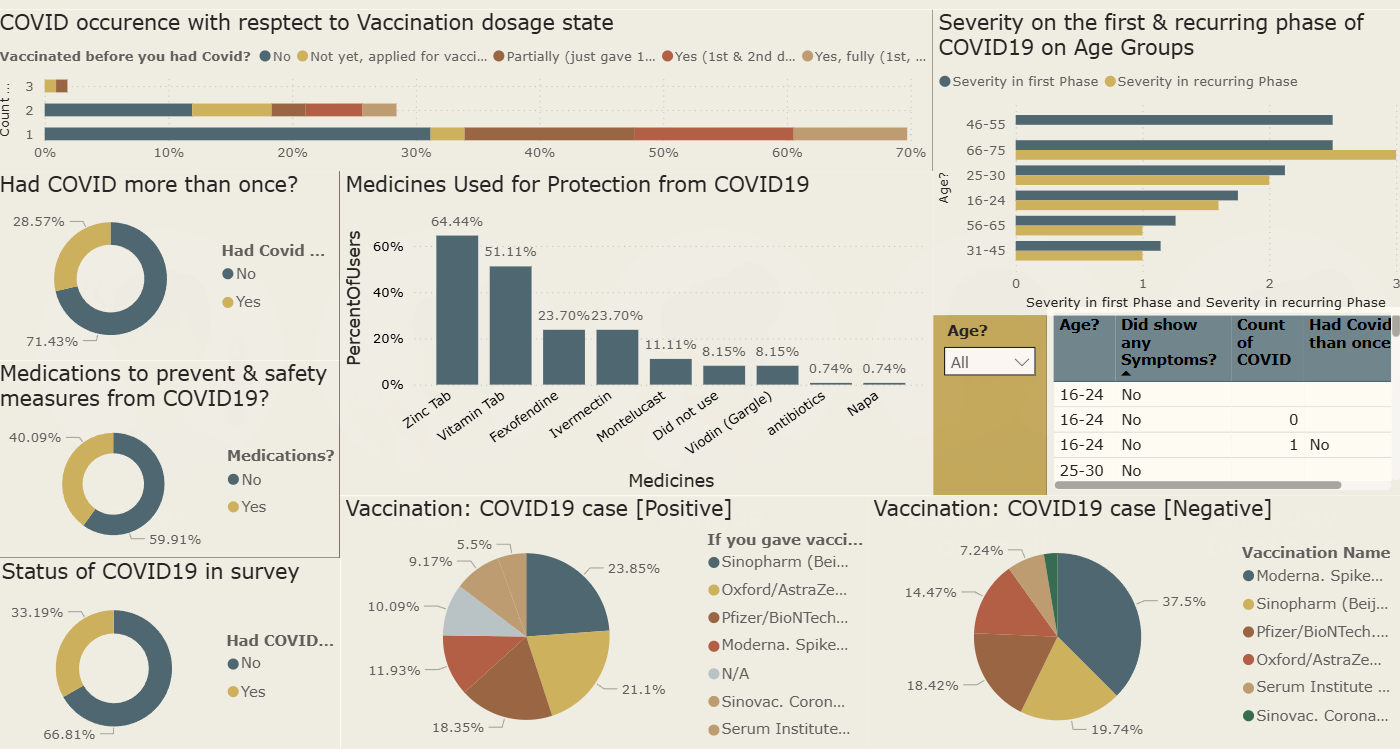 COVID occurence with resptect to Vaccination dosage state
Vaccinated before you had Covid? No Not yet, applied for vacci... Partially (just gave 1... Yes (1st & 2nd d... Yes, fully (1st, ...
Count ...
3
2
1
0% 10% 20% 30% 40% 50% 60% 70%
Severity on the first & recurring phase of
COVID19 on Age Groups
Severity in first Phase Severity in recurring Phase
Age?
46-55
66-75
25-30
16-24
56-65
31-45
0 1 2 3
Severity in first Phase and Severity in recurring Phase
Had COVID more than once?
28.57%
71.43%
Had Covid ...
No
Yes
Medications to prevent & safety
measures from COVID19?
40.09%
59.91%
Medications?
No
Yes
Status of COVID19 in survey
33.19%
66.81%
Had COVID...
No
Yes
Medicines Used for Protection from COVID19
PercentOfUsers
60%
40%
20%
0%
64.44%
51.11%
23.70%
23.70%
11.11%
8.15%
8.15%
0.74%
0.74%
Zinc Tab
Vitamin Tab
Fexofendine
Ivermectin
Montelucast
Did not use
Viodin (Gargle)
antibiotics
Napa
Medicines
Age?
All
Age? Did show any Symptoms? Count of COVID Had Covid than once
16-24 No
16-24 No 0
16-24 No 1 No
25-30 No
Vaccination: COVID19 case [Positive]
5.5%
9.17%
10.09%
11.93%
18.35%
21.1%
23.85%
If you gave vacci...
Sinopharm (Bei...
Oxford/AstraZe...
Pfizer/BioNTech...
Moderna. Spike...
N/A
Sinovac. Coron...
Serum Institute...
Vaccination: COVID19 case [Negative]
7.24%
14.47%
18.42%
19.74%
37.5%
Vaccination Name
Moderna. Spike...
Sinopharm (Beij...
Pfizer/BioNTech....
Oxford/AstraZe...
Serum Institute ...
Sinovac. Corona...